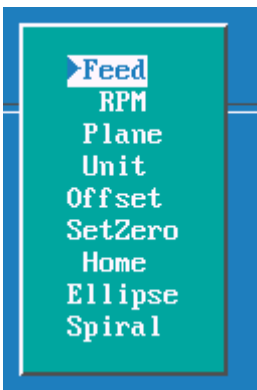 Feed
RPM
Plane
Unit
Offset
SetZero
Home
Ellipse
Spiral